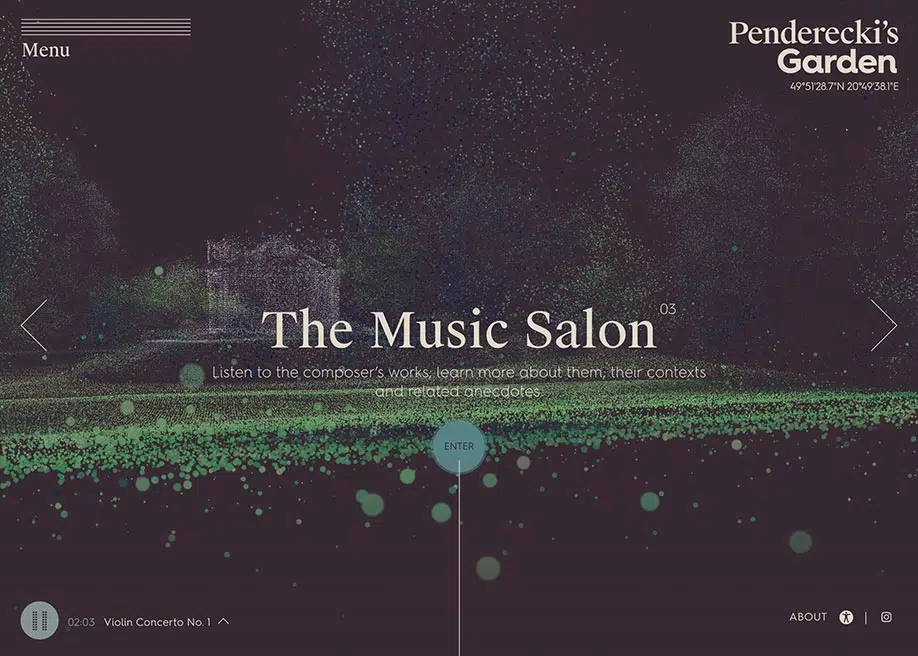 Menu
Penderecki’s
Garden
49°51'28.7"N 20°49'38.1"E
The Music Salon 03
Listen to the composer's works; learn more about them, their contexts
and related anecdotes.
ENTER
02:03 Violin Concerto No. 1
ABOUT